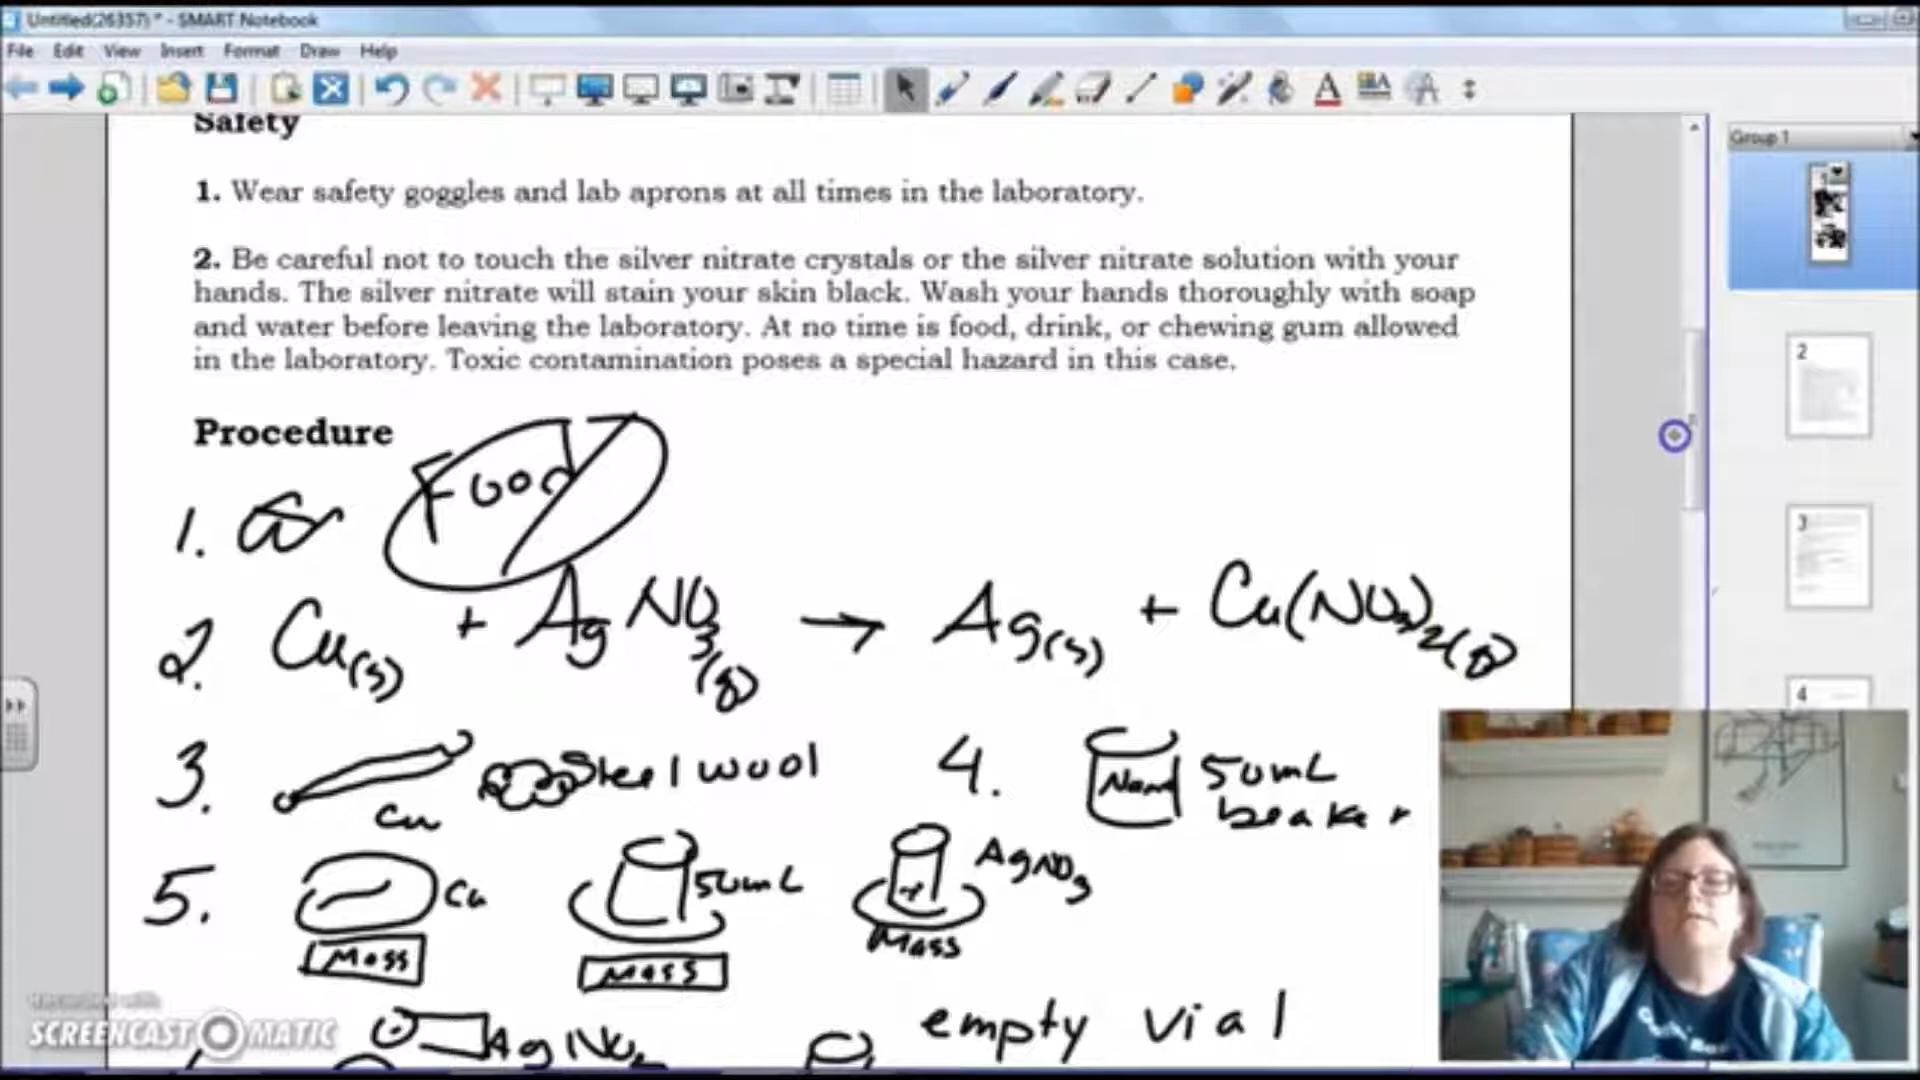 Untitled(26357) * - SMART Notebook
File Edit View Insert Format Draw Help
Group 1
Safety
1. Wear safety goggles and lab aprons at all times in the laboratory.
2. Be careful not to touch the silver nitrate crystals or the silver nitrate solution with your
hands. The silver nitrate will stain your skin black. Wash your hands thoroughly with soap
and water before leaving the laboratory. At no time is food, drink, or chewing gum allowed
in the laboratory. Toxic contamination poses a special hazard in this case.
2
3
4
Procedure
Food
1.
2. Cu(s) + AgNO3 → Ag(s) + Cu(NO3)2
3. Cu Steel wool
4. Name 50mL
beaker
5. Cu 50mL AgNO3
Mass Mass Mass
AgNO3 empty vial
Recorded with
SCREENCAST-O-MATIC